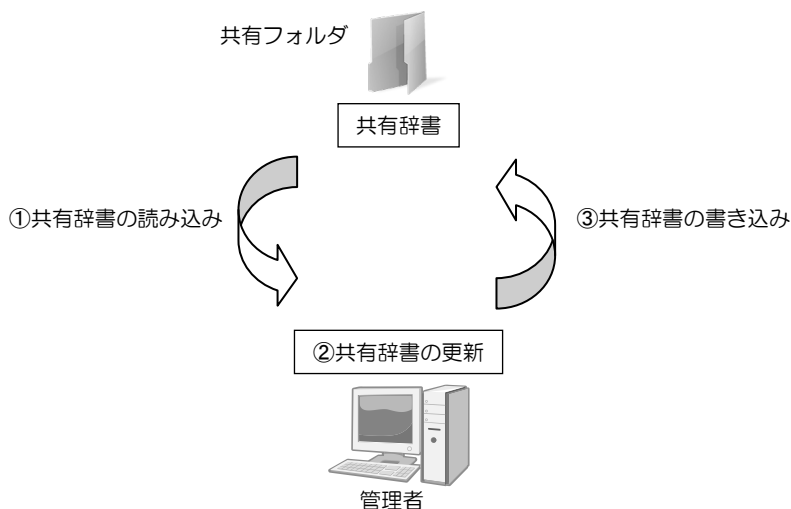 共有フォルダ
共有辞書
①共有辞書の読み込み
③共有辞書の書き込み
②共有辞書の更新
管理者